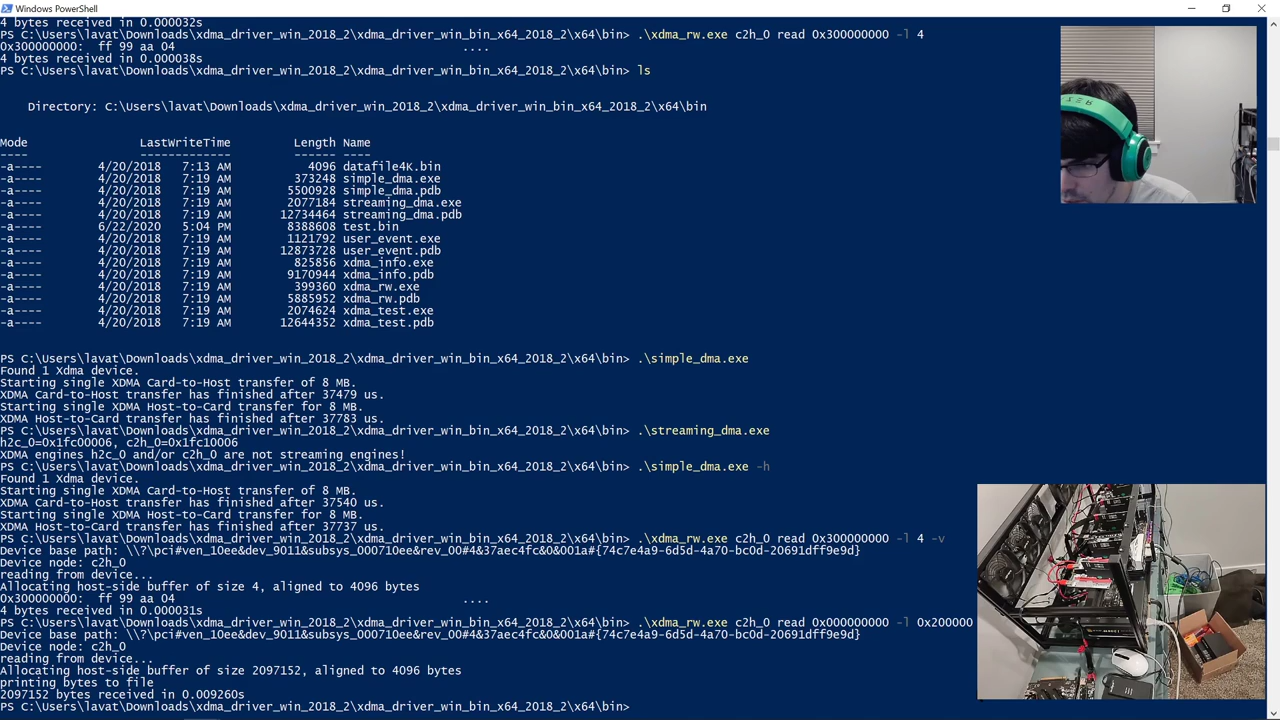 Windows PowerShell
4 bytes received in 0.000032s
PS C:\Users\lavat\Downloads\xdma_driver_win_2018_2\xdma_driver_win_bin_x64_2018_2\x64\bin> .\xdma_rw.exe c2h_0 read 0x300000000 -l 4
0x300000000:  ff 99 aa 04                                  ....
4 bytes received in 0.000038s
PS C:\Users\lavat\Downloads\xdma_driver_win_2018_2\xdma_driver_win_bin_x64_2018_2\x64\bin> ls
Directory: C:\Users\lavat\Downloads\xdma_driver_win_2018_2\xdma_driver_win_bin_x64_2018_2\x64\bin
Mode                LastWriteTime         Length Name
----                -------------         ------ ----
-a----        4/20/2018   7:13 AM           4096 datafile4K.bin
-a----        4/20/2018   7:19 AM         373248 simple_dma.exe
-a----        4/20/2018   7:19 AM        5500928 simple_dma.pdb
-a----        4/20/2018   7:19 AM        2077184 streaming_dma.exe
-a----        4/20/2018   7:19 AM       12734464 streaming_dma.pdb
-a----        6/22/2020   5:04 PM        8388608 test.bin
-a----        4/20/2018   7:19 AM        1121792 user_event.exe
-a----        4/20/2018   7:19 AM       12873728 user_event.pdb
-a----        4/20/2018   7:19 AM         825856 xdma_info.exe
-a----        4/20/2018   7:19 AM        9170944 xdma_info.pdb
-a----        4/20/2018   7:19 AM         399360 xdma_rw.exe
-a----        4/20/2018   7:19 AM        5885952 xdma_rw.pdb
-a----        4/20/2018   7:19 AM        2074624 xdma_test.exe
-a----        4/20/2018   7:19 AM       12644352 xdma_test.pdb
PS C:\Users\lavat\Downloads\xdma_driver_win_2018_2\xdma_driver_win_bin_x64_2018_2\x64\bin> .\simple_dma.exe
Found 1 Xdma device.
Starting single XDMA Card-to-Host transfer of 8 MB.
XDMA Card-to-Host transfer has finished after 37479 us.
Starting single XDMA Host-to-Card transfer for 8 MB.
XDMA Host-to-Card transfer has finished after 37783 us.
PS C:\Users\lavat\Downloads\xdma_driver_win_2018_2\xdma_driver_win_bin_x64_2018_2\x64\bin> .\streaming_dma.exe
h2c_0=0x1fc00006, c2h_0=0x1fc10006
XDMA engines h2c_0 and/or c2h_0 are not streaming engines!
PS C:\Users\lavat\Downloads\xdma_driver_win_2018_2\xdma_driver_win_bin_x64_2018_2\x64\bin> .\simple_dma.exe -h
Found 1 Xdma device.
Starting single XDMA Card-to-Host transfer of 8 MB.
XDMA Card-to-Host transfer has finished after 37540 us.
Starting single XDMA Host-to-Card transfer for 8 MB.
XDMA Host-to-Card transfer has finished after 37737 us.
PS C:\Users\lavat\Downloads\xdma_driver_win_2018_2\xdma_driver_win_bin_x64_2018_2\x64\bin> .\xdma_rw.exe c2h_0 read 0x300000000 -l 4 -v
Device base path: \\?\pci#ven_10ee&dev_9011&subsys_000710ee&rev_00#4&37aec4fc&0&001a#{74c7e4a9-6d5d-4a70-bc0d-20691dff9e9d}
Device node: c2h_0
reading from device...
Allocating host-side buffer of size 4, aligned to 4096 bytes
0x300000000:  ff 99 aa 04                                  ....
4 bytes received in 0.000031s
PS C:\Users\lavat\Downloads\xdma_driver_win_2018_2\xdma_driver_win_bin_x64_2018_2\x64\bin> .\xdma_rw.exe c2h_0 read 0x000000000 -l 0x200000
Device base path: \\?\pci#ven_10ee&dev_9011&subsys_000710ee&rev_00#4&37aec4fc&0&001a#{74c7e4a9-6d5d-4a70-bc0d-20691dff9e9d}
Device node: c2h_0
reading from device...
Allocating host-side buffer of size 2097152, aligned to 4096 bytes
printing bytes to file
2097152 bytes received in 0.009260s
PS C:\Users\lavat\Downloads\xdma_driver_win_2018_2\xdma_driver_win_bin_x64_2018_2\x64\bin>